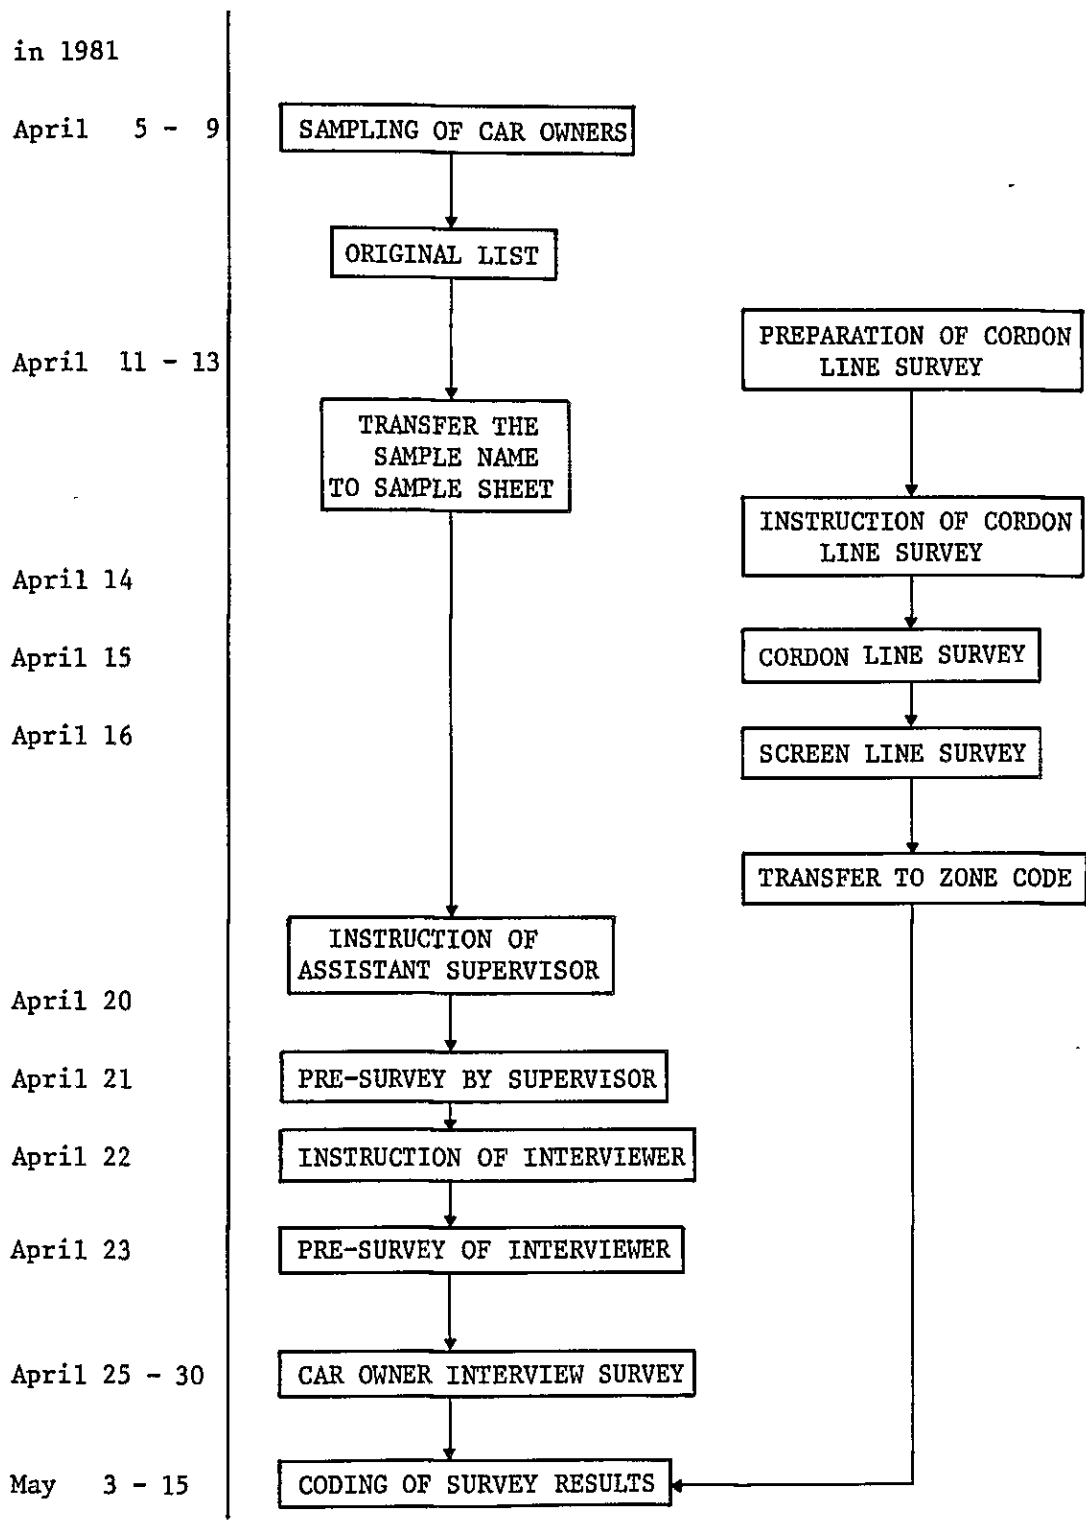 in 1981
April 5 - 9
SAMPLING OF CAR OWNERS
ORIGINAL LIST
April 11 - 13
PREPARATION OF CORDON
LINE SURVEY
TRANSFER THE
SAMPLE NAME
TO SAMPLE SHEET
INSTRUCTION OF CORDON
LINE SURVEY
April 14
April 15
CORDON LINE SURVEY
April 16
SCREEN LINE SURVEY
TRANSFER TO ZONE CODE
INSTRUCTION OF
ASSISTANT SUPERVISOR
April 20
April 21
PRE-SURVEY BY SUPERVISOR
April 22
INSTRUCTION OF INTERVIEWER
April 23
PRE-SURVEY OF INTERVIEWER
April 25 - 30
CAR OWNER INTERVIEW SURVEY
May 3 - 15
CODING OF SURVEY RESULTS